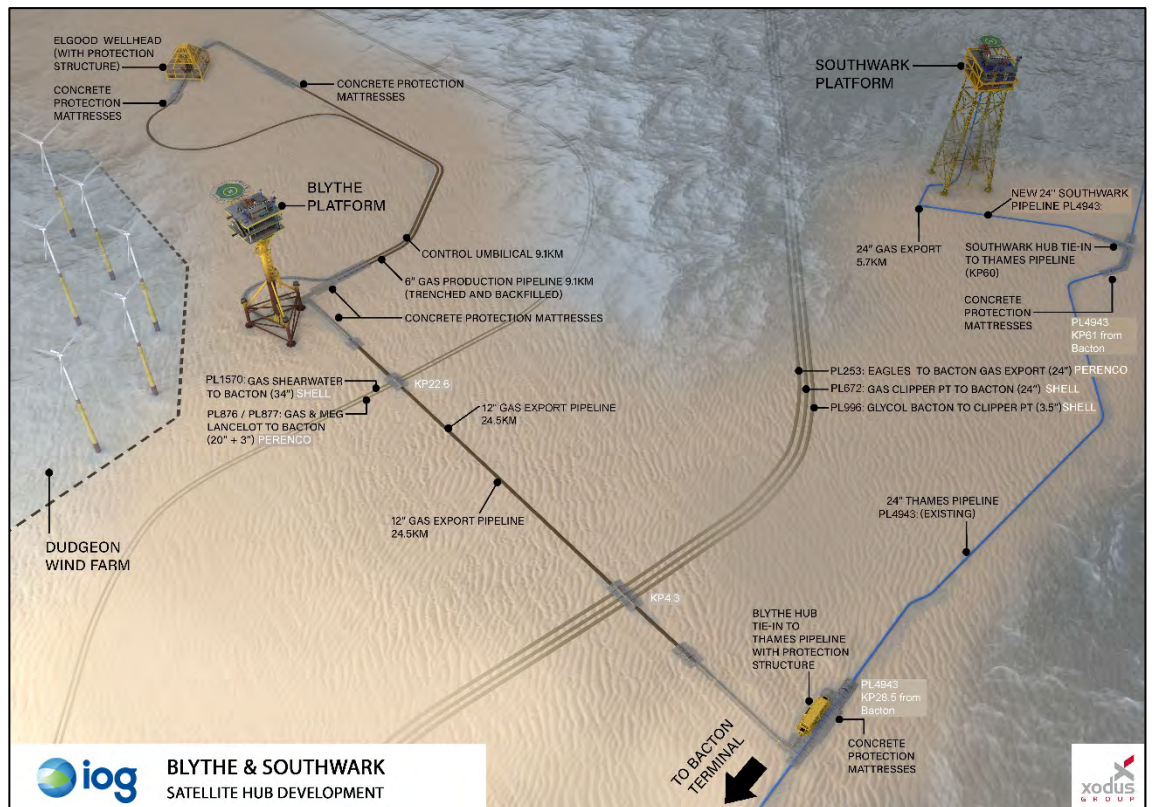 ELGOOD WELLHEAD
(WITH PROTECTION
STRUCTURE)
CONCRETE
PROTECTION
MATTRESSES
CONCRETE PROTECTION
MATTRESSES
SOUTHWARK
PLATFORM
BLYTHE
PLATFORM
NEW 24" SOUTHWARK
PIPELINE PL4943:
24" GAS EXPORT
5.7KM
SOUTHWARK HUB TIE-IN
TO THAMES PIPELINE
(KP60)
CONCRETE
PROTECTION
MATTRESSES
PL4943
KP61 from
Bacton
CONTROL UMBILICAL 9.1KM
6" GAS PRODUCTION PIPELINE 9.1KM
(TRENCHED AND BACKFILLED)
CONCRETE PROTECTION MATTRESSES
PL1570: GAS SHEARWATER
TO BACTON (34") SHELL
KP22.6
PL876 / PL877: GAS & MEG
LANCELOT TO BACTON
(20" + 3") PERENCO
12" GAS EXPORT PIPELINE
24.5KM
PL253: EAGLES TO BACTON GAS EXPORT (24") PERENCO
PL672: GAS CLIPPER PT TO BACTON (24") SHELL
PL996: GLYCOL BACTON TO CLIPPER PT (3.5") SHELL
12" GAS EXPORT PIPELINE
24.5KM
24" THAMES PIPELINE
PL4943: (EXISTING)
DUDGEON
WIND FARM
KP4.3
BLYTHE HUB
TIE-IN TO
THAMES PIPELINE
WITH PROTECTION
STRUCTURE
PL4943
KP28.5 from
Bacton
CONCRETE
PROTECTION
MATTRESSES
TO BACTON
TERMINAL
iog
BLYTHE & SOUTHWARK
SATELLITE HUB DEVELOPMENT
xodus
GROUP